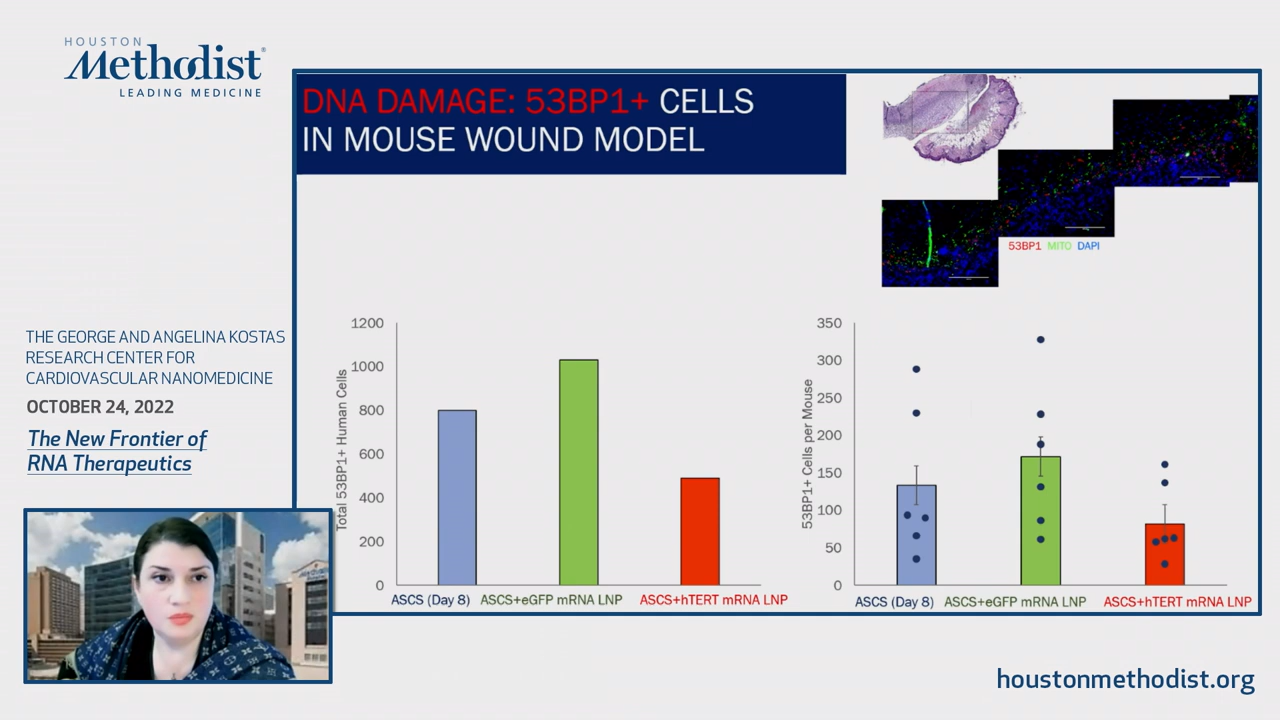 HOUSTON
Methodist®
LEADING MEDICINE
THE GEORGE AND ANGELINA KOSTAS
RESEARCH CENTER FOR
CARDIOVASCULAR NANOMEDICINE
OCTOBER 24, 2022
The New Frontier of
RNA Therapeutics
DNA DAMAGE: 53BP1+ CELLS
IN MOUSE WOUND MODEL
53BP1 MITO DAPI
Total 53BP1+ Human Cells
1200
1000
800
600
400
200
0
ASCS (Day 8) ASCS+eGFP mRNA LNP ASCS+hTERT mRNA LNP
53BP1+ Cells per Mouse
350
300
250
200
150
100
50
0
ASCS (Day 8) ASCS+eGFP mRNA LNP ASCS+hTERT mRNA LNP
houstonmethodist.org